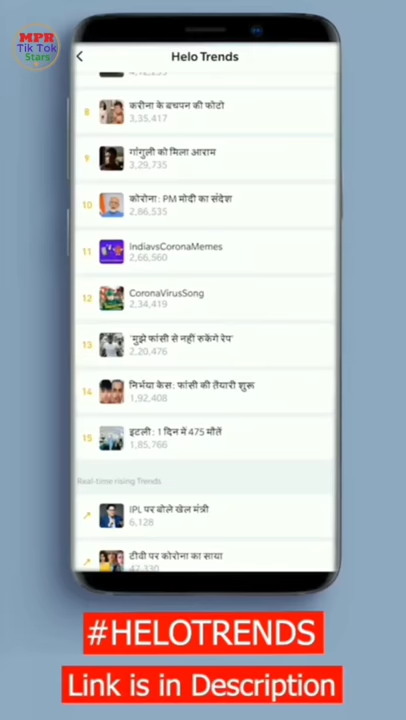 MPR
Tik Tok
Stars
Helo Trends
8
करीना के बचपन की फोटो
3,35,417
9
गांगुली को मिला आराम
3,29,735
10
कोरोना: PM मोदी का संदेश
2,86,535
11
IndiavsCoronaMemes
2,66,560
12
CoronaVirusSong
2,34,419
13
'मुझे फांसी से नहीं रुकेंगे रेप'
2,20,476
14
निर्भया केस: फांसी की तैयारी शुरू
1,92,408
15
इटली: 1 दिन में 475 मौतें
1,85,766
Real-time rising Trends
IPL पर बोले खेल मंत्री
6,128
टीवी पर कोरोना का साया
47,330
#HELOTRENDS
Link is in Description